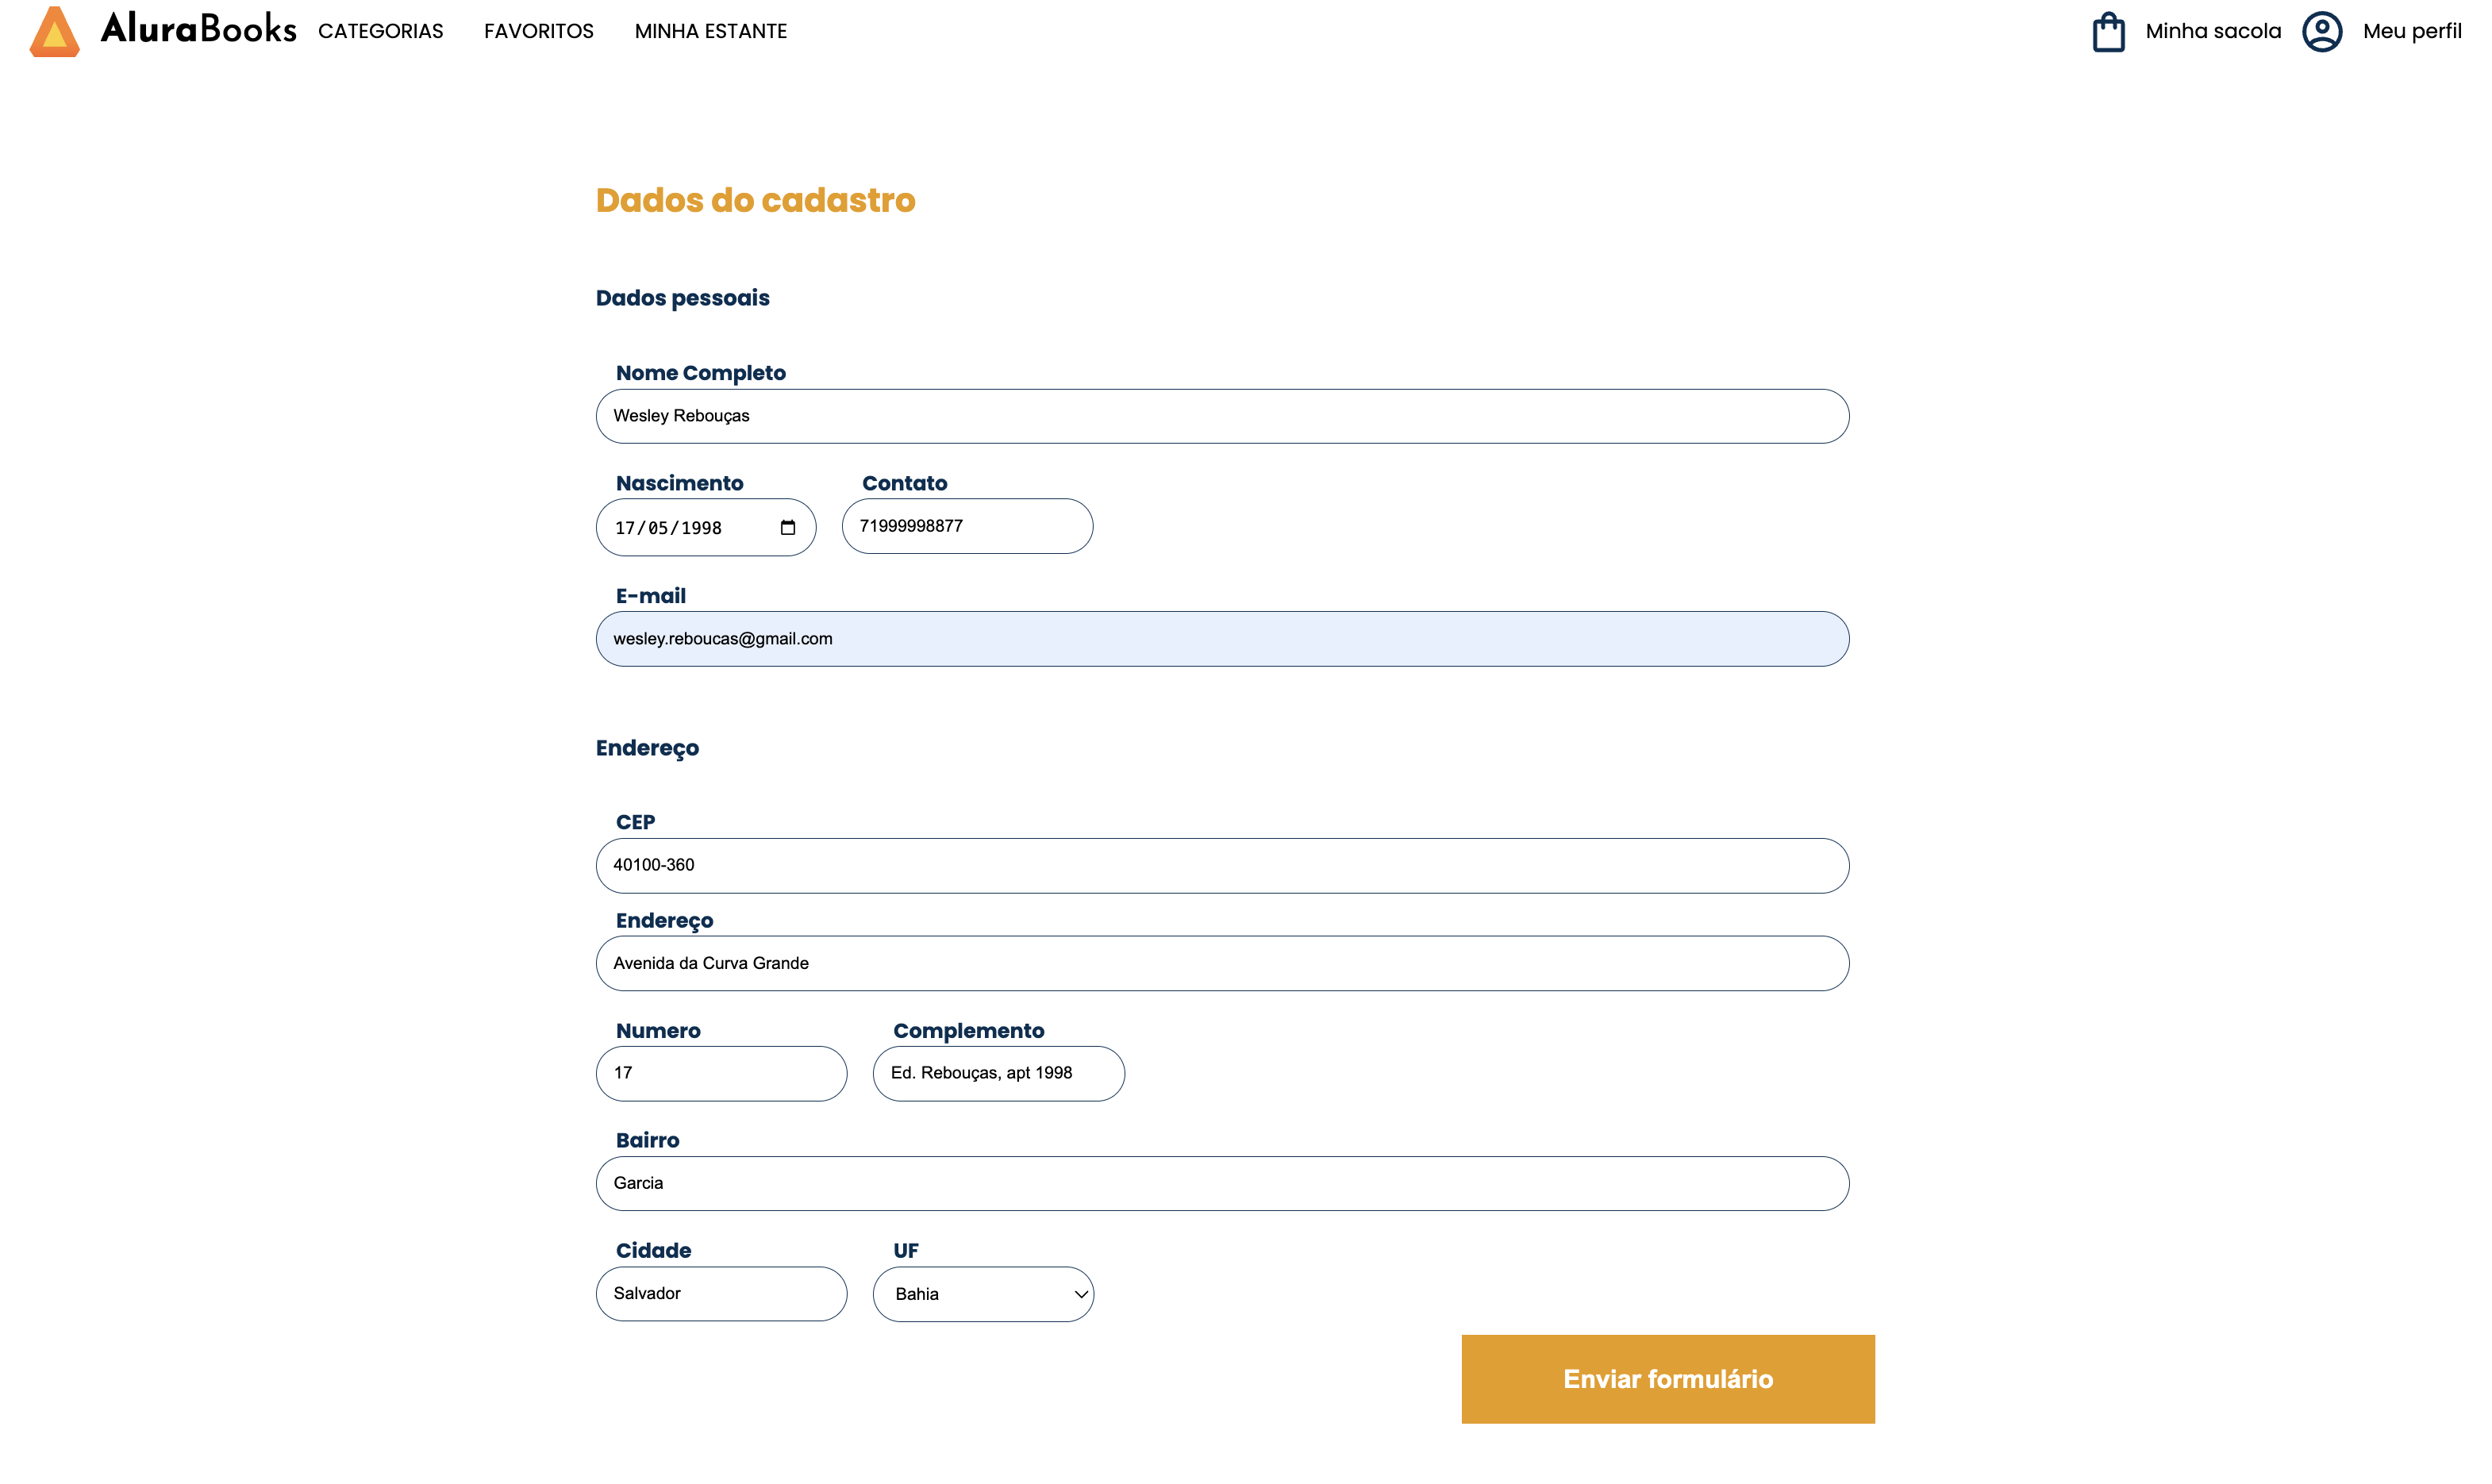 AluraBooks CATEGORIAS FAVORITOS MINHA ESTANTE Minha sacola Meu perfil
Dados do cadastro
Dados pessoais
Nome Completo
Wesley Rebouças
Nascimento Contato
17/05/1998 71999998877
E-mail
wesley.reboucas@gmail.com
Endereço
CEP
40100-360
Endereço
Avenida da Curva Grande
Numero Complemento
17 Ed. Rebouças, apt 1998
Bairro
Garcia
Cidade UF
Salvador Bahia
Enviar formulário